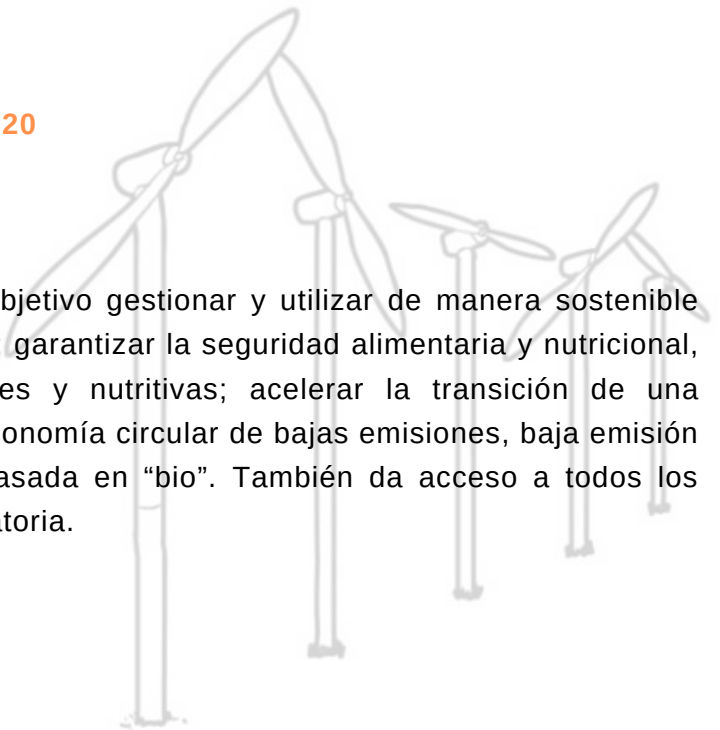 20
bjetivo gestionar y utilizar de manera sostenible
garantizar la seguridad alimentaria y nutricional,
es y nutritivas; acelerar la transición de una
onomía circular de bajas emisiones, baja emisión
asada en “bio”. También da acceso a todos los
atoria.